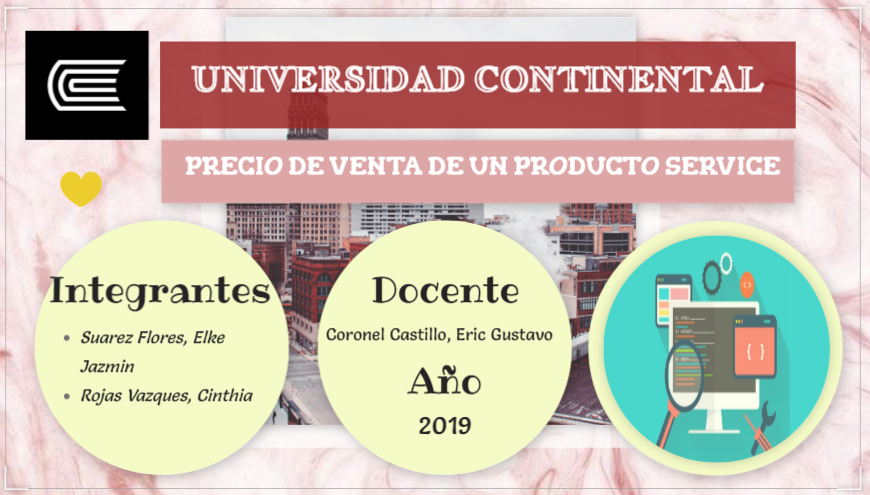 UNIVERSIDAD CONTINENTAL
PRECIO DE VENTA DE UN PRODUCTO SERVICE
Integrantes
• Suarez Flores, Elke
Jazmin
• Rojas Vazques, Cinthia
Docente
Coronel Castillo, Eric Gustavo
Año
2019
{ }